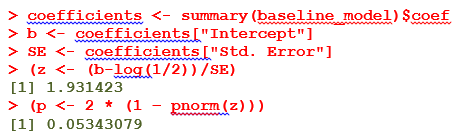 > coefficients <- summary(baseline_model)$coef
> b <- coefficients["Intercept"]
> SE <- coefficients["Std. Error"]
> (z <- (b-log(1/2))/SE)
[1] 1.931423
> (p <- 2 * (1 - pnorm(z)))
[1] 0.05343079